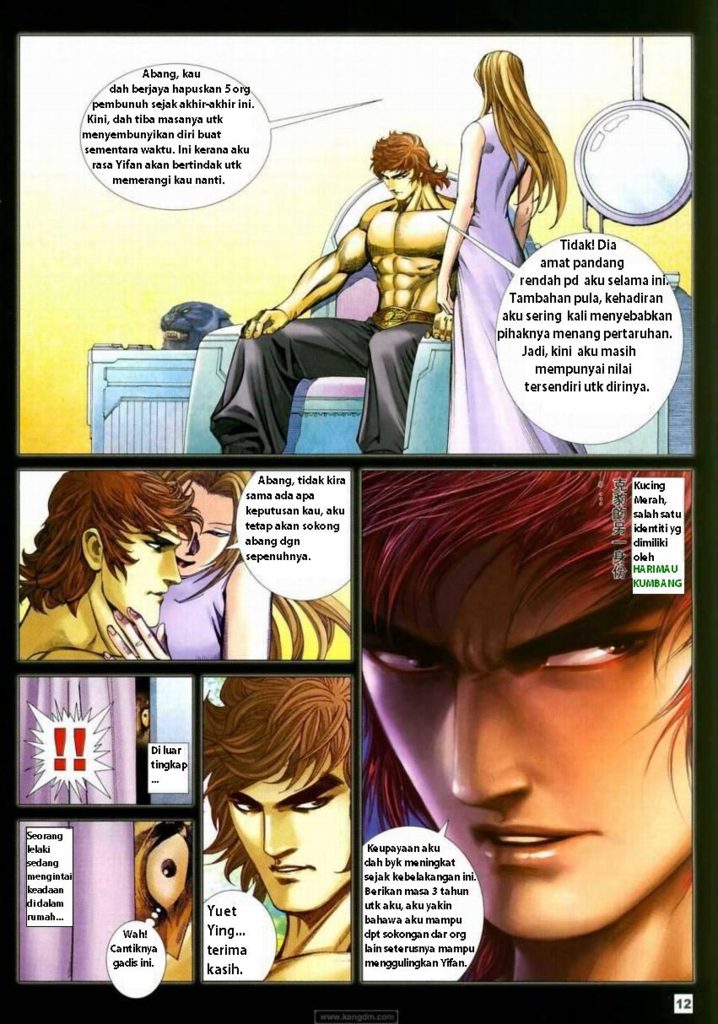 Abang, kau
dah berjaya hapuskan 5 org
pembunuh sejak akhir-akhir ini.
Kini, dah tiba masanya utk
menyembunyikan diri buat
sementara waktu. Ini kerana aku
rasa Yifan akan bertindak utk
memerangi kau nanti.
Tidak! Dia
amat pandang
rendah pd aku selama ini.
Tambahan pula, kehadiran
aku sering kali menyebabkan
pihaknya menang pertaruhan.
Jadi, kini aku masih
mempunyai nilai
tersendiri utk dirinya.
Abang, tidak kira
sama ada apa
keputusan kau, aku
tetap akan sokong
abang dgn
sepenuhnya.
Kucing
Merah,
salah satu
identiti yg
dimiliki
oleh
HARIMAU
KUMBANG
!!
Di luar
tingkap
...
Seorang
lelaki
sedang
mengintai
keadaan
di dalam
rumah...
Wah!
Cantiknya
gadis ini.
Yuet
Ying...
terima
kasih.
Keupayaan aku
dah byk meningkat
sejak kebelakangan ini.
Berikan masa 3 tahun
utk aku, aku yakin
bahawa aku mampu
dpt sokongan dar org
lain seterusnya mampu
menggulingkan Yifan.
12
www.kangdm.com